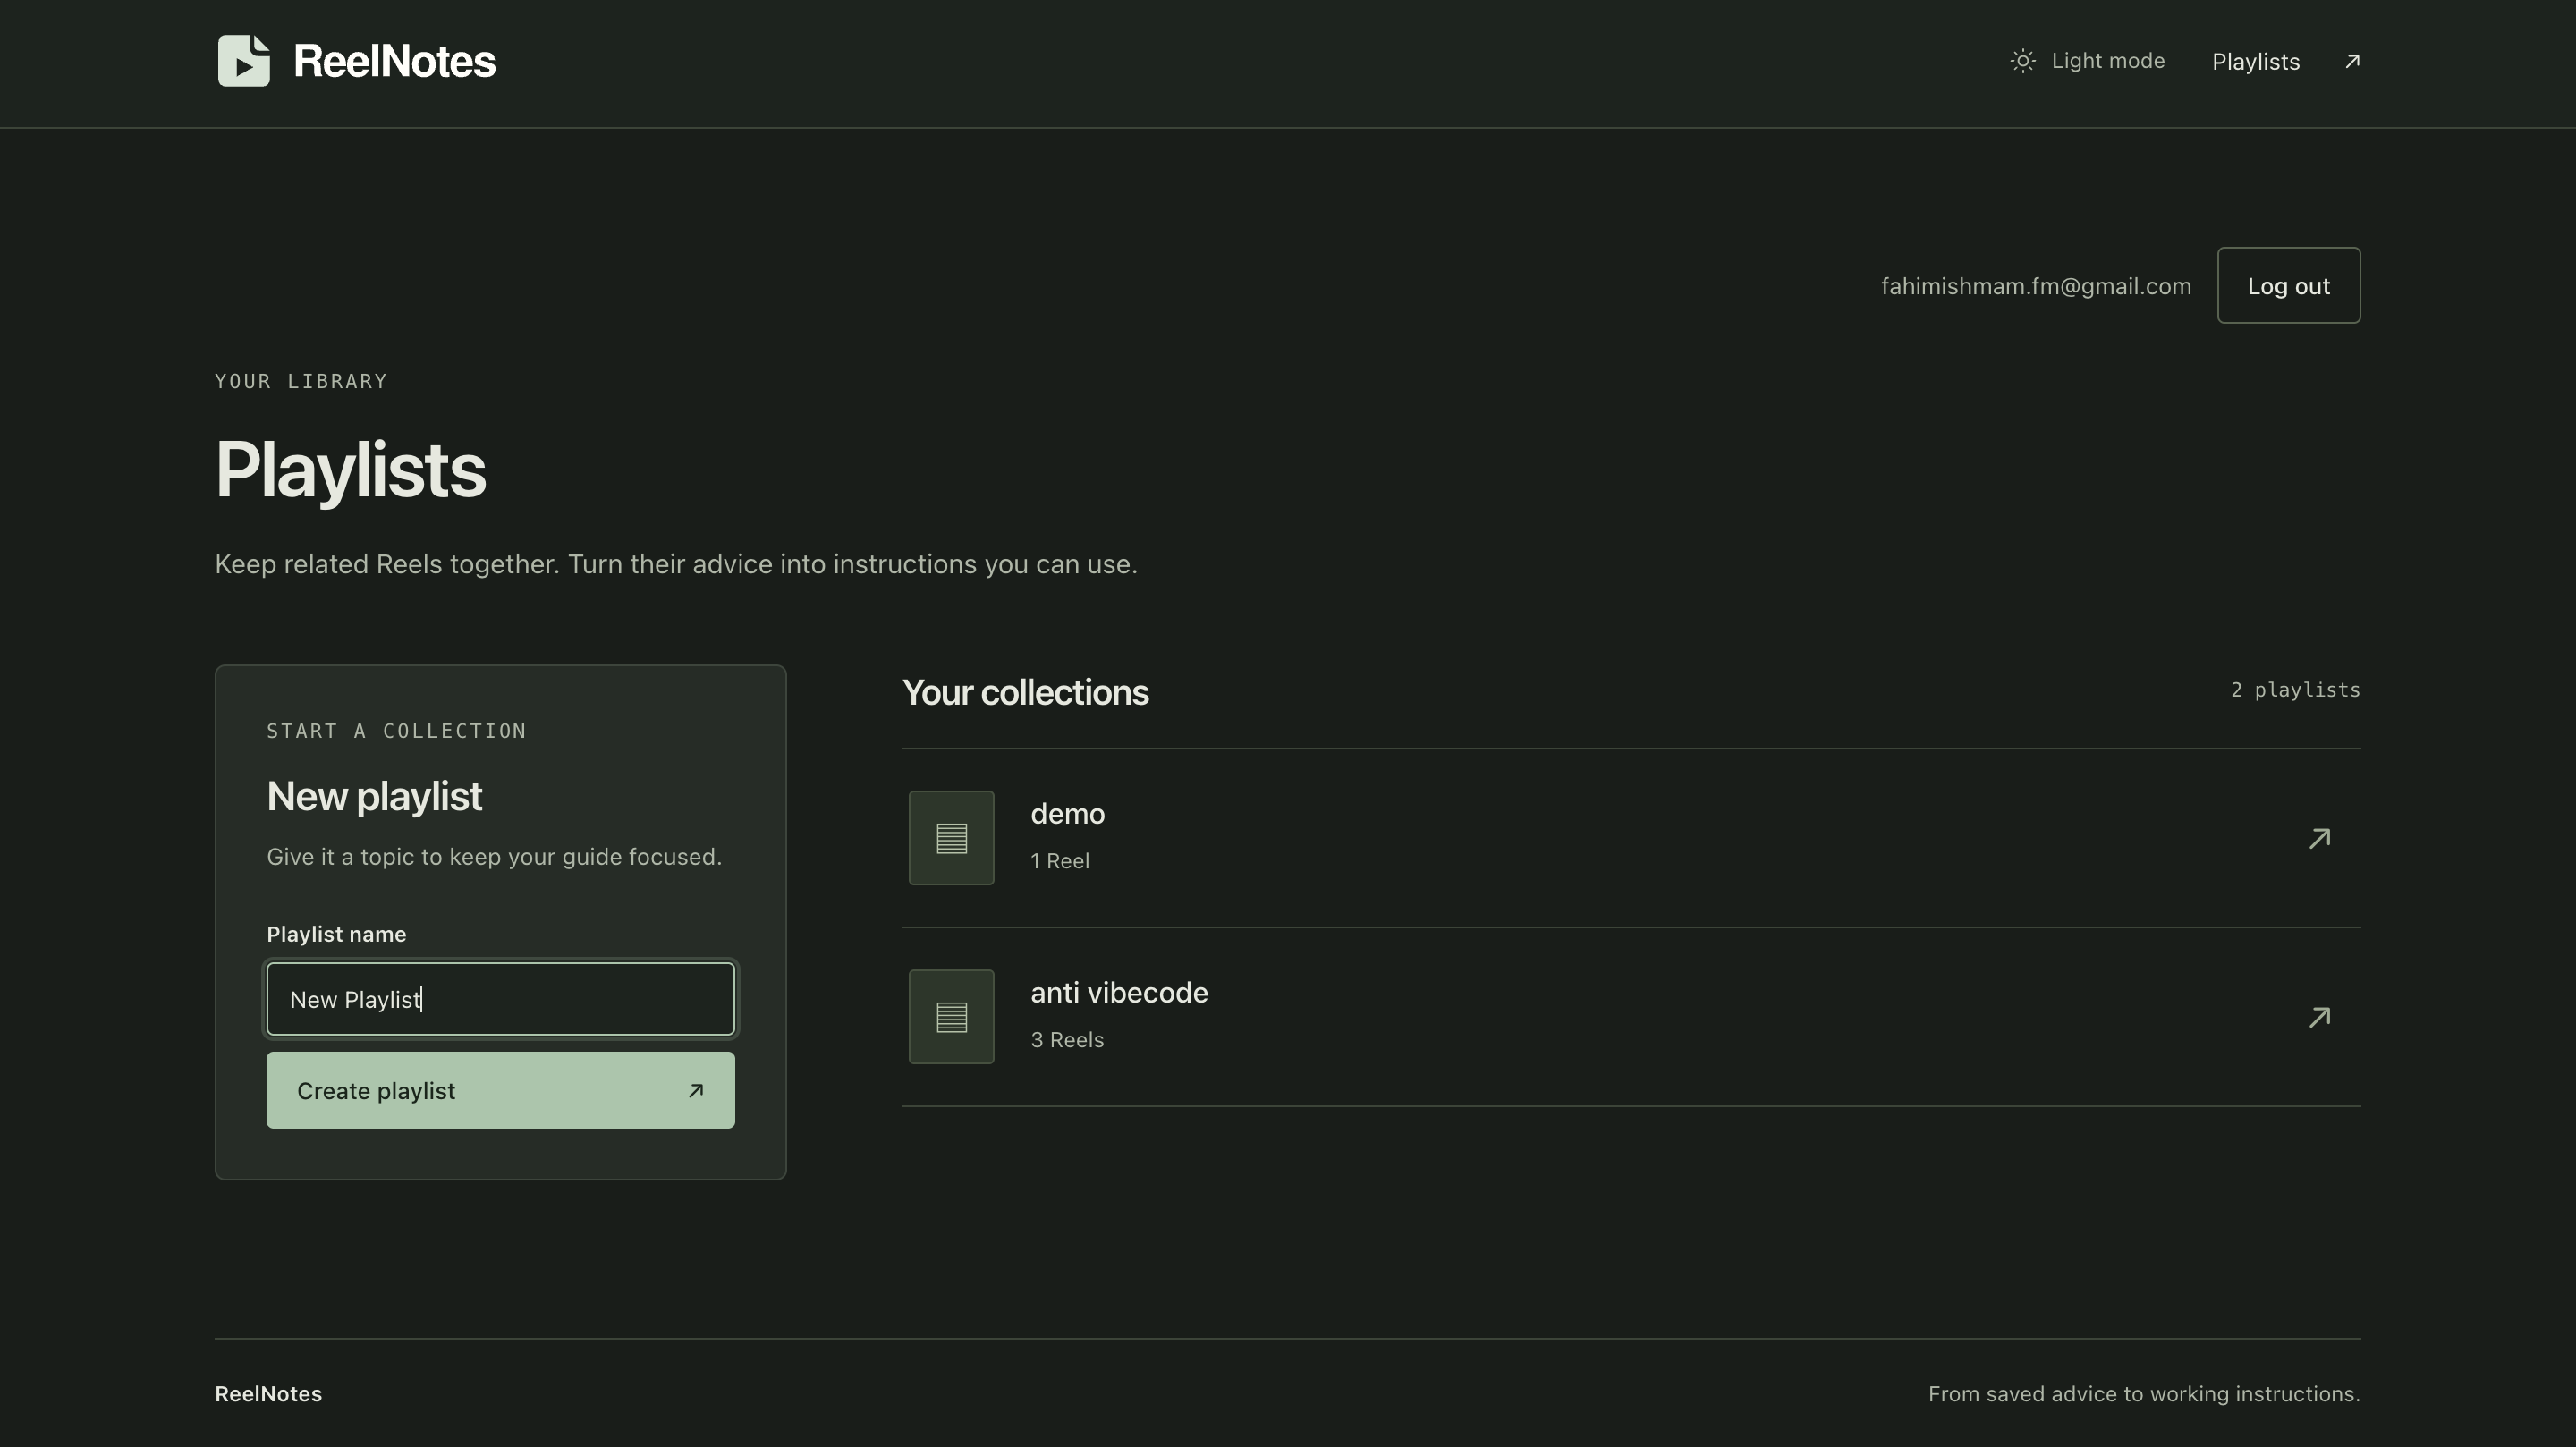 ReelNotes
Light mode
Playlists
fahimishmam.fm@gmail.com
Log out
YOUR LIBRARY
Playlists
Keep related Reels together. Turn their advice into instructions you can use.
START A COLLECTION
New playlist
Give it a topic to keep your guide focused.
Playlist name
New Playlist
Create playlist
Your collections
2 playlists
demo
1 Reel
anti vibecode
3 Reels
ReelNotes
From saved advice to working instructions.